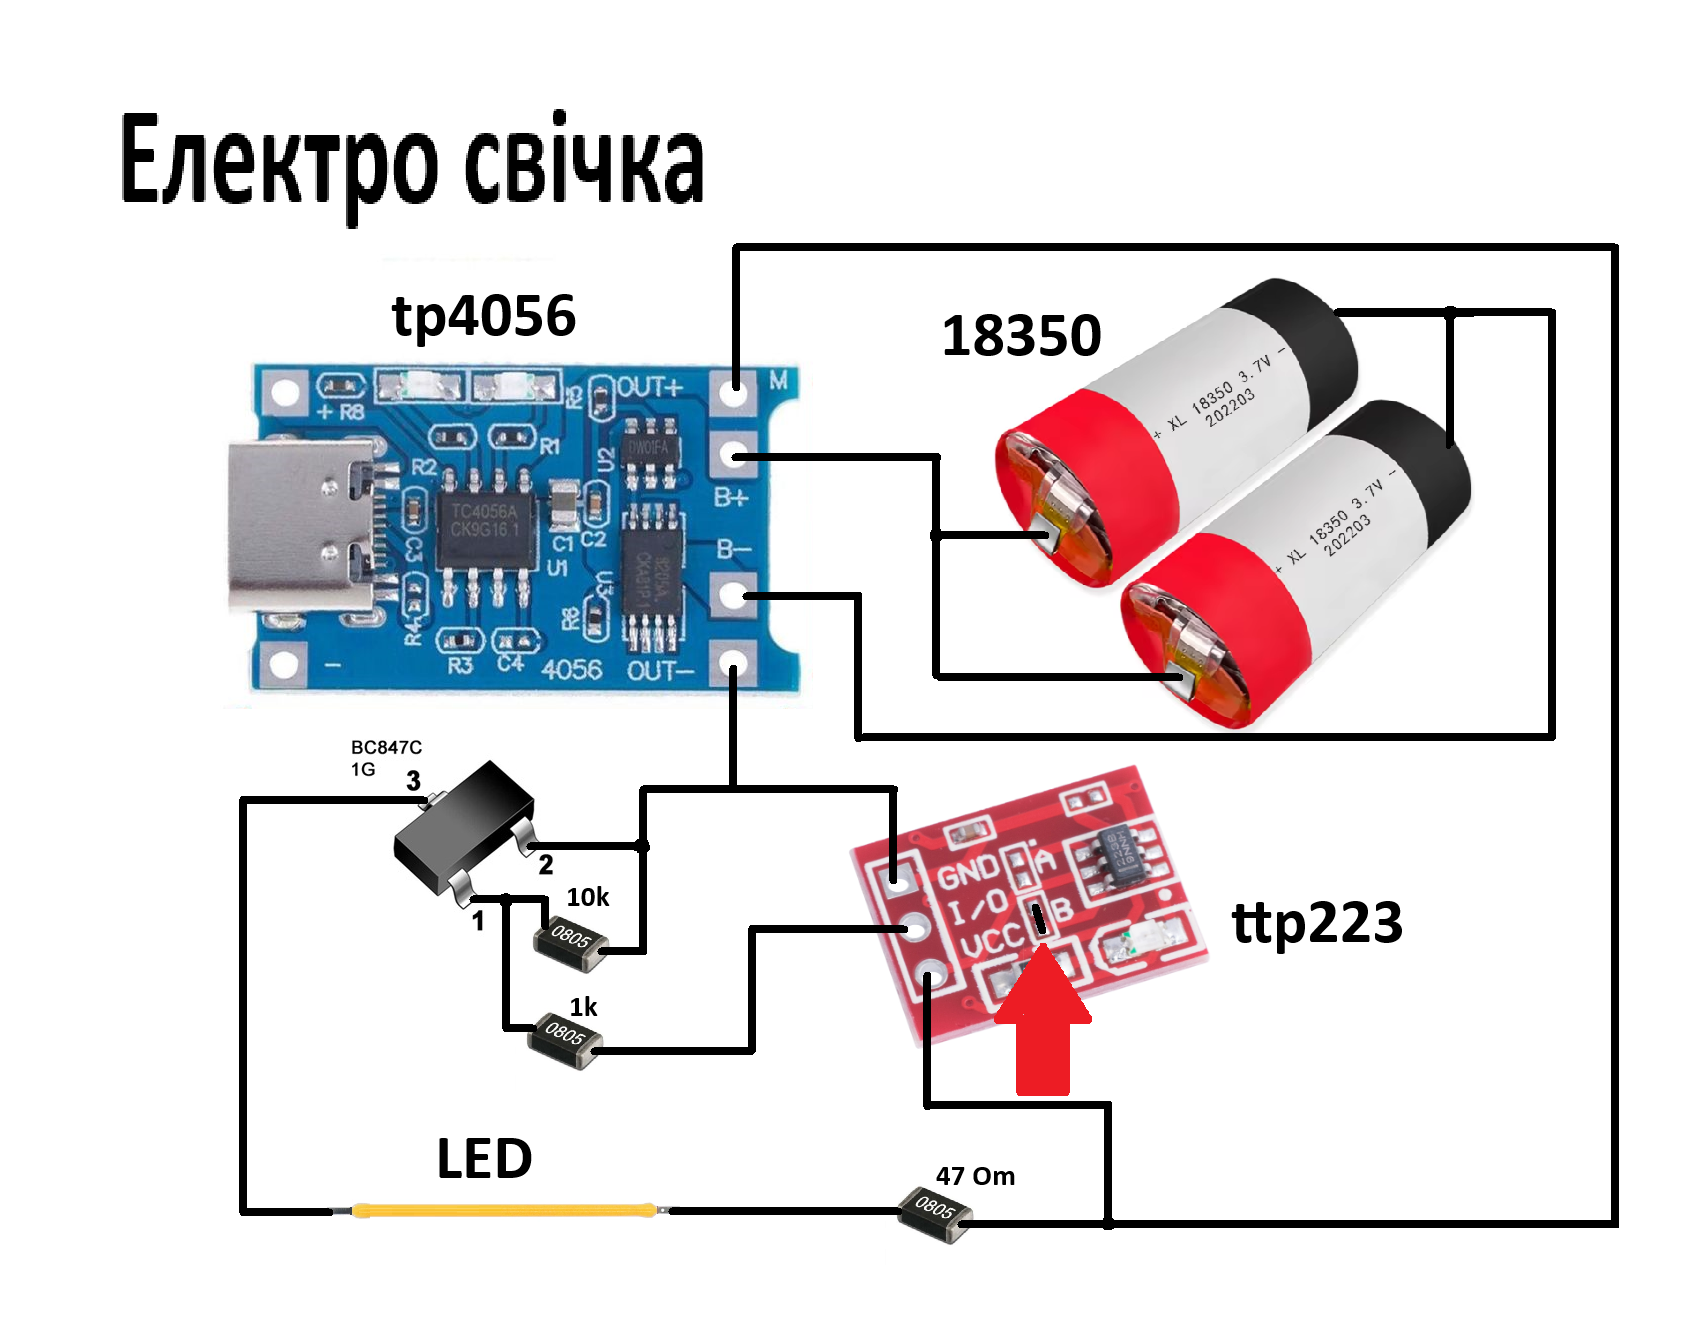 Електро свічка
tp4056
18350
OUT+
M
+ R8
R5
R1
R2
U2
DW01FA
B+
TC4056A
CK9G16.1
C3
C1 C2
U1
B-
R4
R6
R3
C4
4056
OUT-
-
+ XL 18350 3.7V -
202203
+ XL 18350 3.7V -
202203
BC847C
1G
3
2
1
10k
0805
1k
0805
GND
A
I/O
B
VCC
ttp223
LED
47 Om
0805